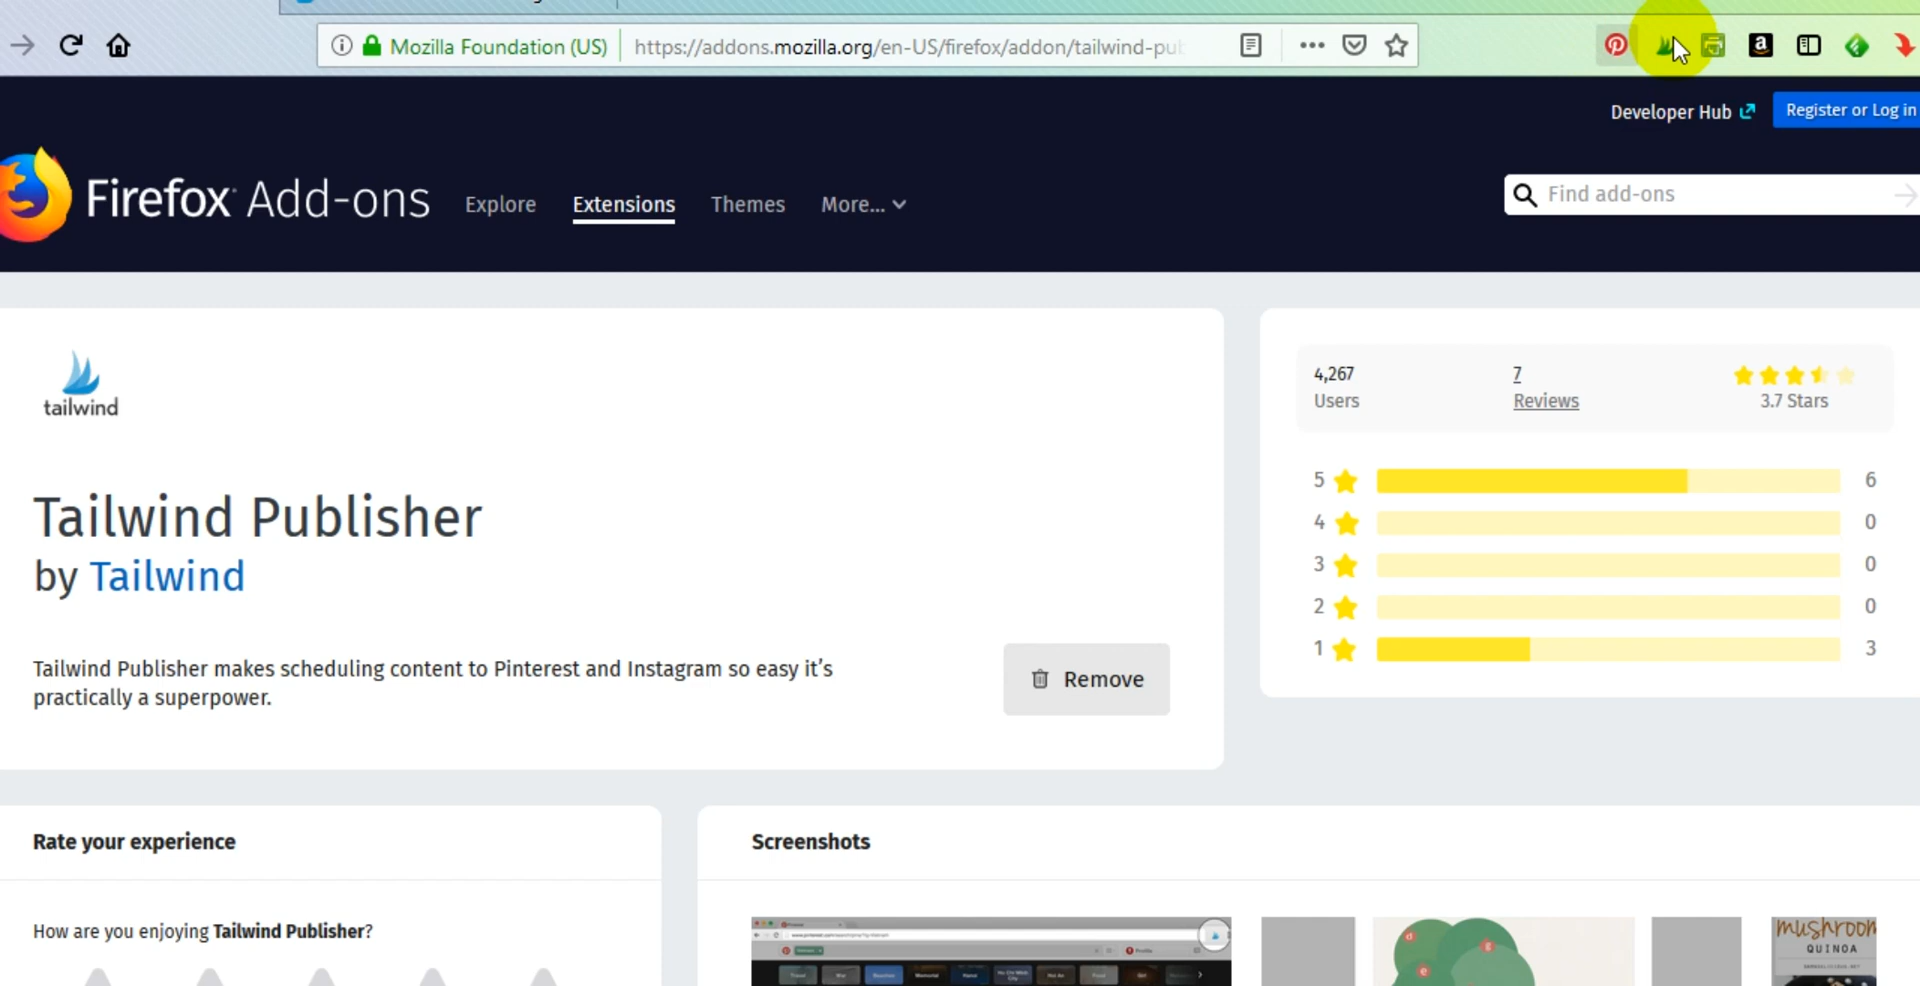 Mozilla Foundation (US)
https://addons.mozilla.org/en-US/firefox/addon/tailwind-pub
Developer Hub
Register or Log in
Firefox Add-ons
Explore
Extensions
Themes
More...
Find add-ons
tailwind
Tailwind Publisher
by Tailwind
Tailwind Publisher makes scheduling content to Pinterest and Instagram so easy it's
practically a superpower.
Remove
4,267
Users
7
Reviews
3.7 Stars
5 6
4 0
3 0
2 0
1 3
Rate your experience
How are you enjoying Tailwind Publisher?
Screenshots
d
g
e
mushroom
QUINOA